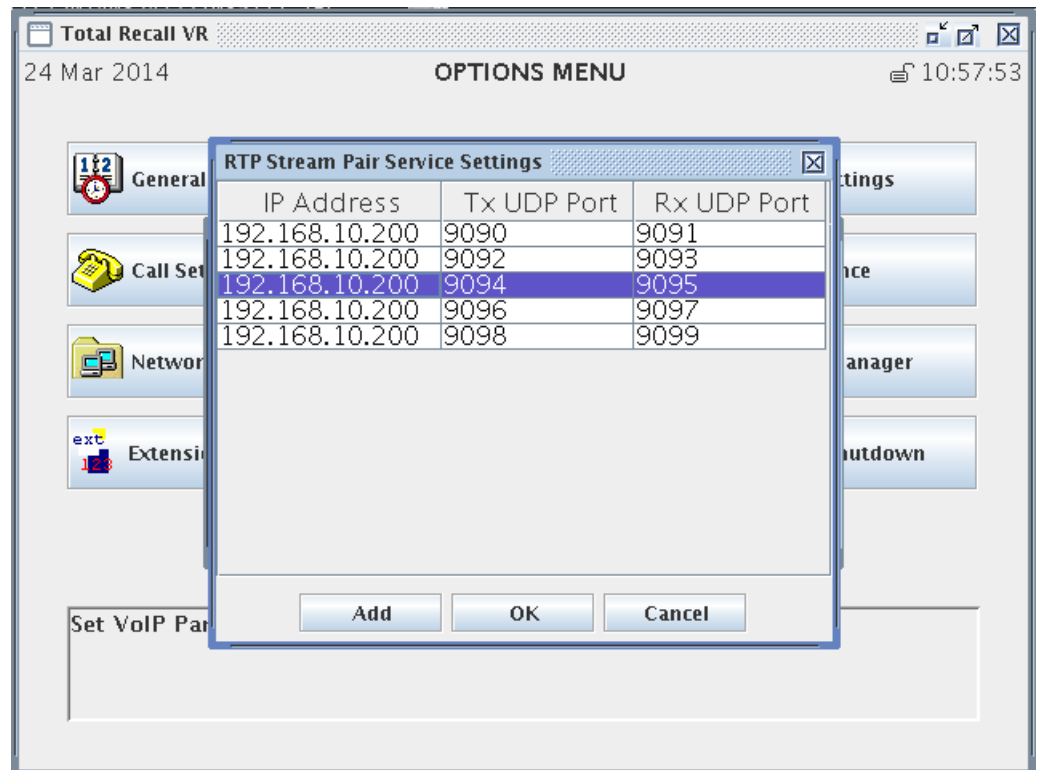 Total Recall VR
24 Mar 2014 OPTIONS MENU 10:57:53
RTP Stream Pair Service Settings
General ttings
IP Address Tx UDP Port Rx UDP Port
192.168.10.200 9090 9091
192.168.10.200 9092 9093
Call Set nce
192.168.10.200 9094 9095
192.168.10.200 9096 9097
192.168.10.200 9098 9099
Networ anager
ext
123
Extensi utdown
Add OK Cancel
Set VoIP Par